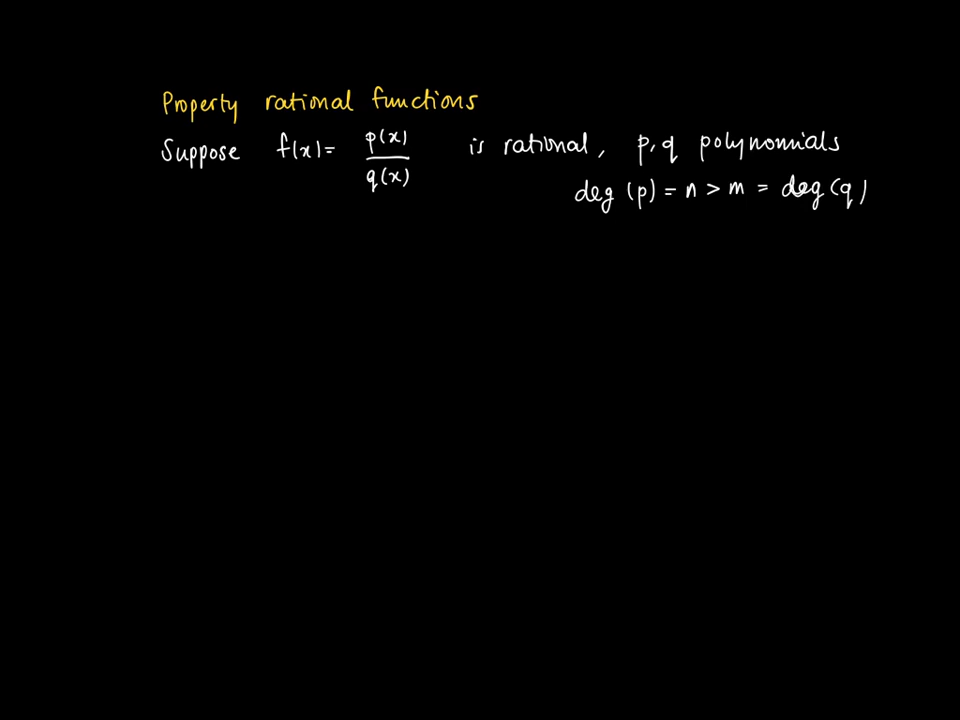 Property rational functions
Suppose f(x) = p(x)/q(x) is rational, p, q polynomials
deg (p) = n > m = deg (q)